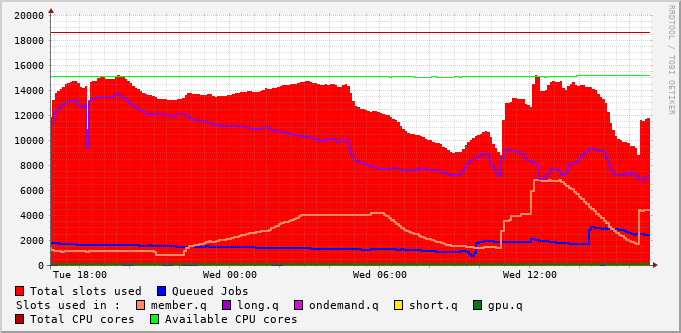 20000
18000
16000
14000
12000
10000
8000
6000
4000
2000
0
Tue 18:00 Wed 00:00 Wed 06:00 Wed 12:00
RRDTOOL / TOBI OETIKER
Total slots used Queued Jobs
Slots used in : member.q long.q ondemand.q short.q gpu.q
Total CPU cores Available CPU cores